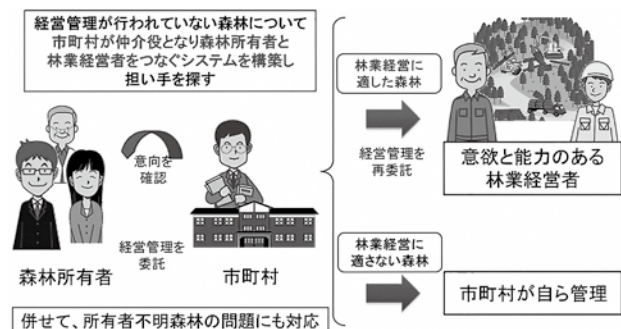 経営管理が行われていない森林について
市町村が仲介役となり森林所有者と
林業経営者をつなぐシステムを構築し
担い手を探す
意向を
確認
経営管理を
委託
森林所有者
市町村
林業経営に
適した森林
経営管理を
再委託
意欲と能力のある
林業経営者
林業経営に
適さない森林
市町村が自ら管理
併せて、所有者不明森林の問題にも対応